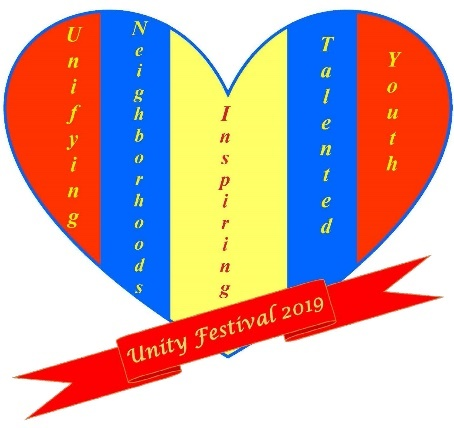 Unifying
Neighborhoods
Inspiring
Talented
Youth
Unity Festival 2019